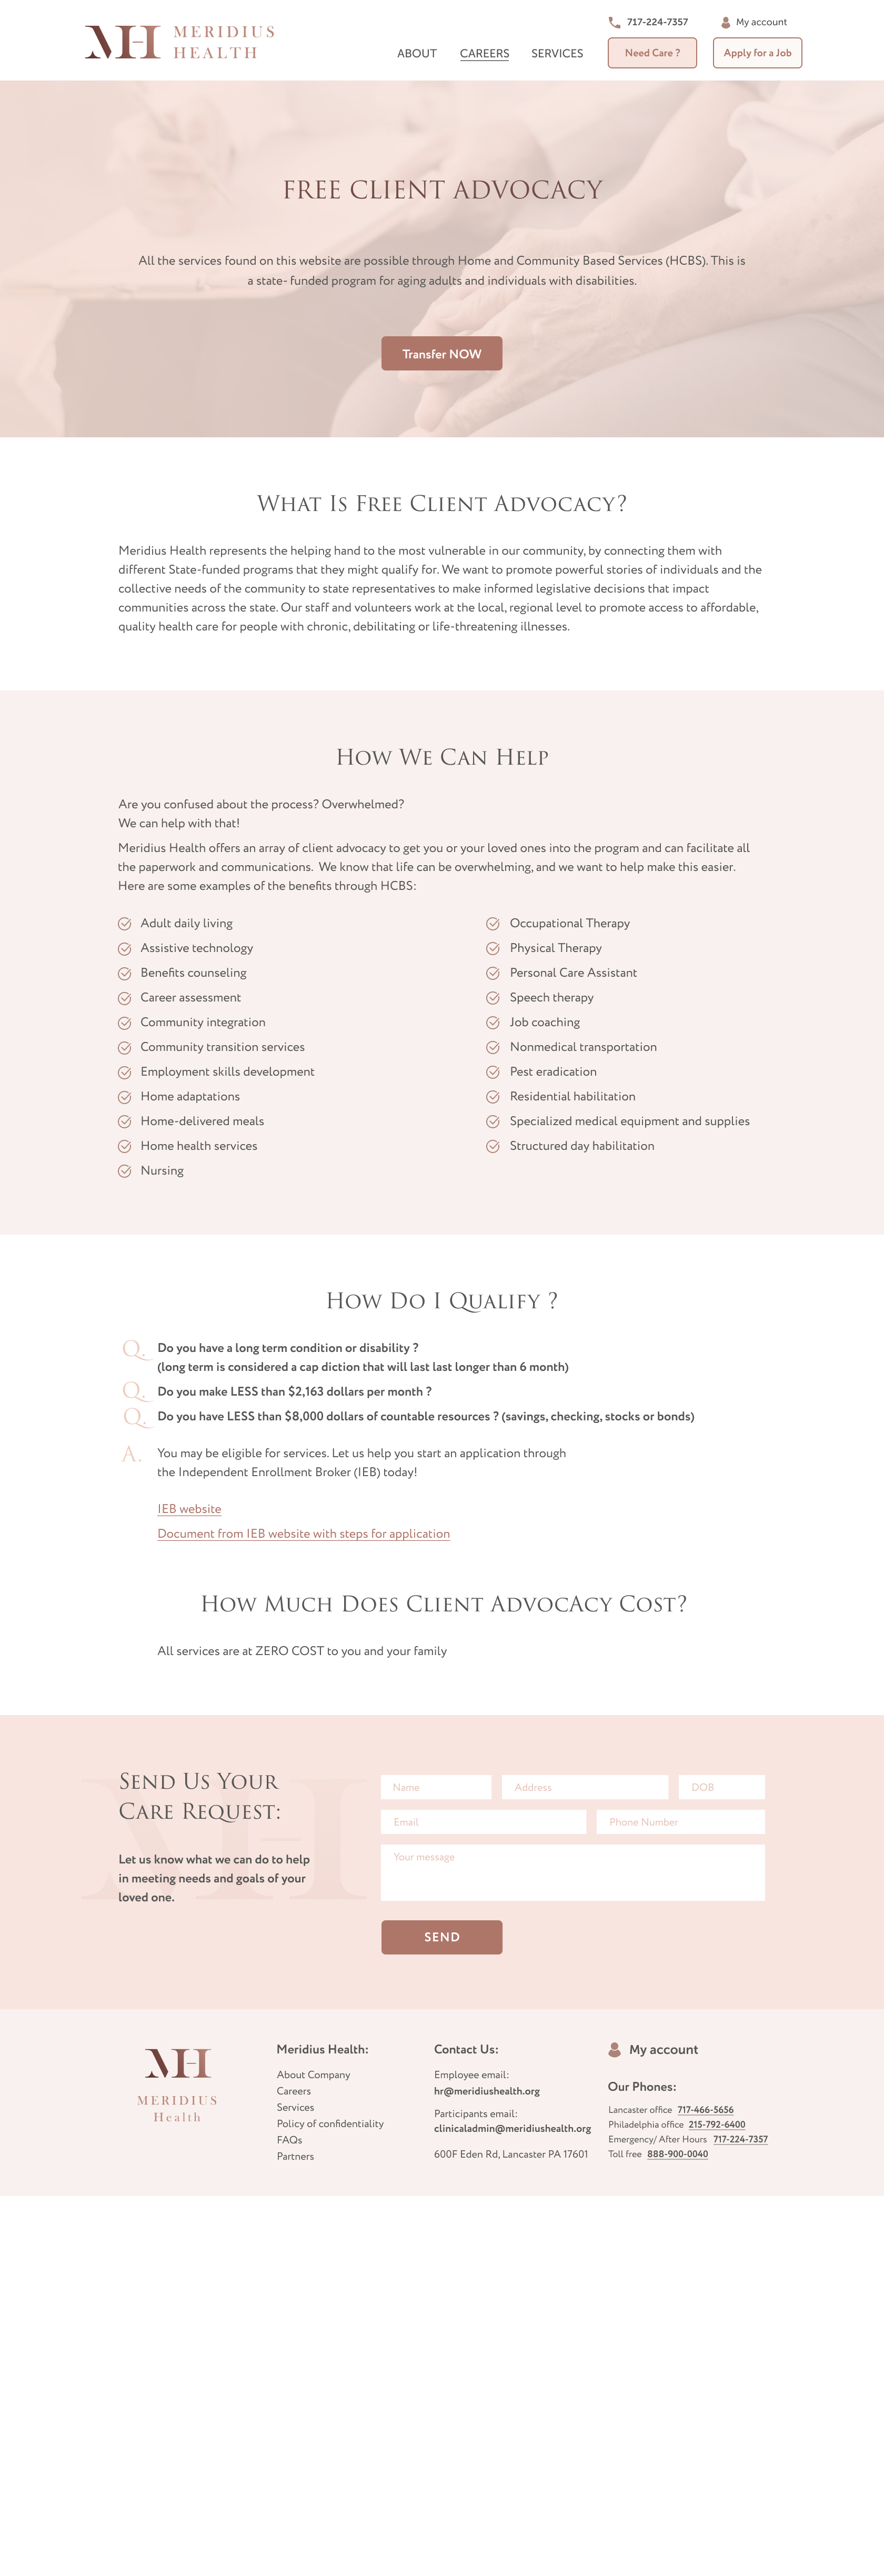 MERIDIUS
HEALTH
717-224-7357
My account
ABOUT
CAREERS
SERVICES
Need Care ?
Apply for a Job
FREE CLIENT ADVOCACY
All the services found on this website are possible through Home and Community Based Services (HCBS). This is
a state- funded program for aging adults and individuals with disabilities.
Transfer NOW
What Is Free Client Advocacy?
Meridius Health represents the helping hand to the most vulnerable in our community, by connecting them with
different State-funded programs that they might qualify for. We want to promote powerful stories of individuals and the
collective needs of the community to state representatives to make informed legislative decisions that impact
communities across the state. Our staff and volunteers work at the local, regional level to promote access to affordable,
quality health care for people with chronic, debilitating or life-threatening illnesses.
How We Can Help
Are you confused about the process? Overwhelmed?
We can help with that!
Meridius Health offers an array of client advocacy to get you or your loved ones into the program and can facilitate all
the paperwork and communications. We know that life can be overwhelming, and we want to help make this easier.
Here are some examples of the benefits through HCBS:
Adult daily living
Assistive technology
Benefits counseling
Career assessment
Community integration
Community transition services
Employment skills development
Home adaptations
Home-delivered meals
Home health services
Nursing
Occupational Therapy
Physical Therapy
Personal Care Assistant
Speech therapy
Job coaching
Nonmedical transportation
Pest eradication
Residential habilitation
Specialized medical equipment and supplies
Structured day habilitation
How Do I Qualify ?
Q. Do you have a long term condition or disability ?
(long term is considered a cap diction that will last last longer than 6 month)
Q. Do you make LESS than $2,163 dollars per month ?
Q. Do you have LESS than $8,000 dollars of countable resources ? (savings, checking, stocks or bonds)
A. You may be eligible for services. Let us help you start an application through
the Independent Enrollment Broker (IEB) today!
IEB website
Document from IEB website with steps for application
How Much Does Client AdvocAcy Cost?
All services are at ZERO COST to you and your family
Send Us Your
Care Request:
Let us know what we can do to help
in meeting needs and goals of your
loved one.
Name
Address
DOB
Email
Phone Number
Your message
SEND
MH
MERIDIUS
Health
Meridius Health:
About Company
Careers
Services
Policy of confidentiality
FAQs
Partners
Contact Us:
Employee email:
hr@meridiushealth.org
Participants email:
clinicaladmin@meridiushealth.org
600F Eden Rd, Lancaster PA 17601
My account
Our Phones:
Lancaster office 717-466-5656
Philadelphia office 215-792-6400
Emergency/ After Hours 717-224-7357
Toll free 888-900-0040